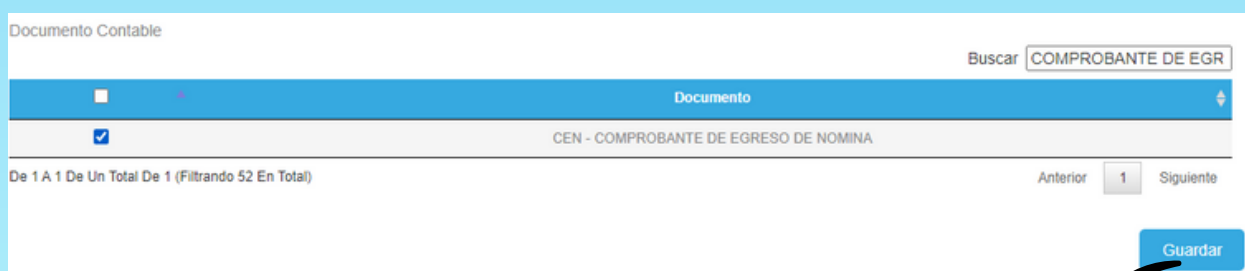 Documento Contable
Buscar COMPROBANTE DE EGR
Documento
CEN - COMPROBANTE DE EGRESO DE NOMINA
De 1 A 1 De Un Total De 1 (Filtrando 52 En Total)
Anterior 1 Siguiente
Guardar